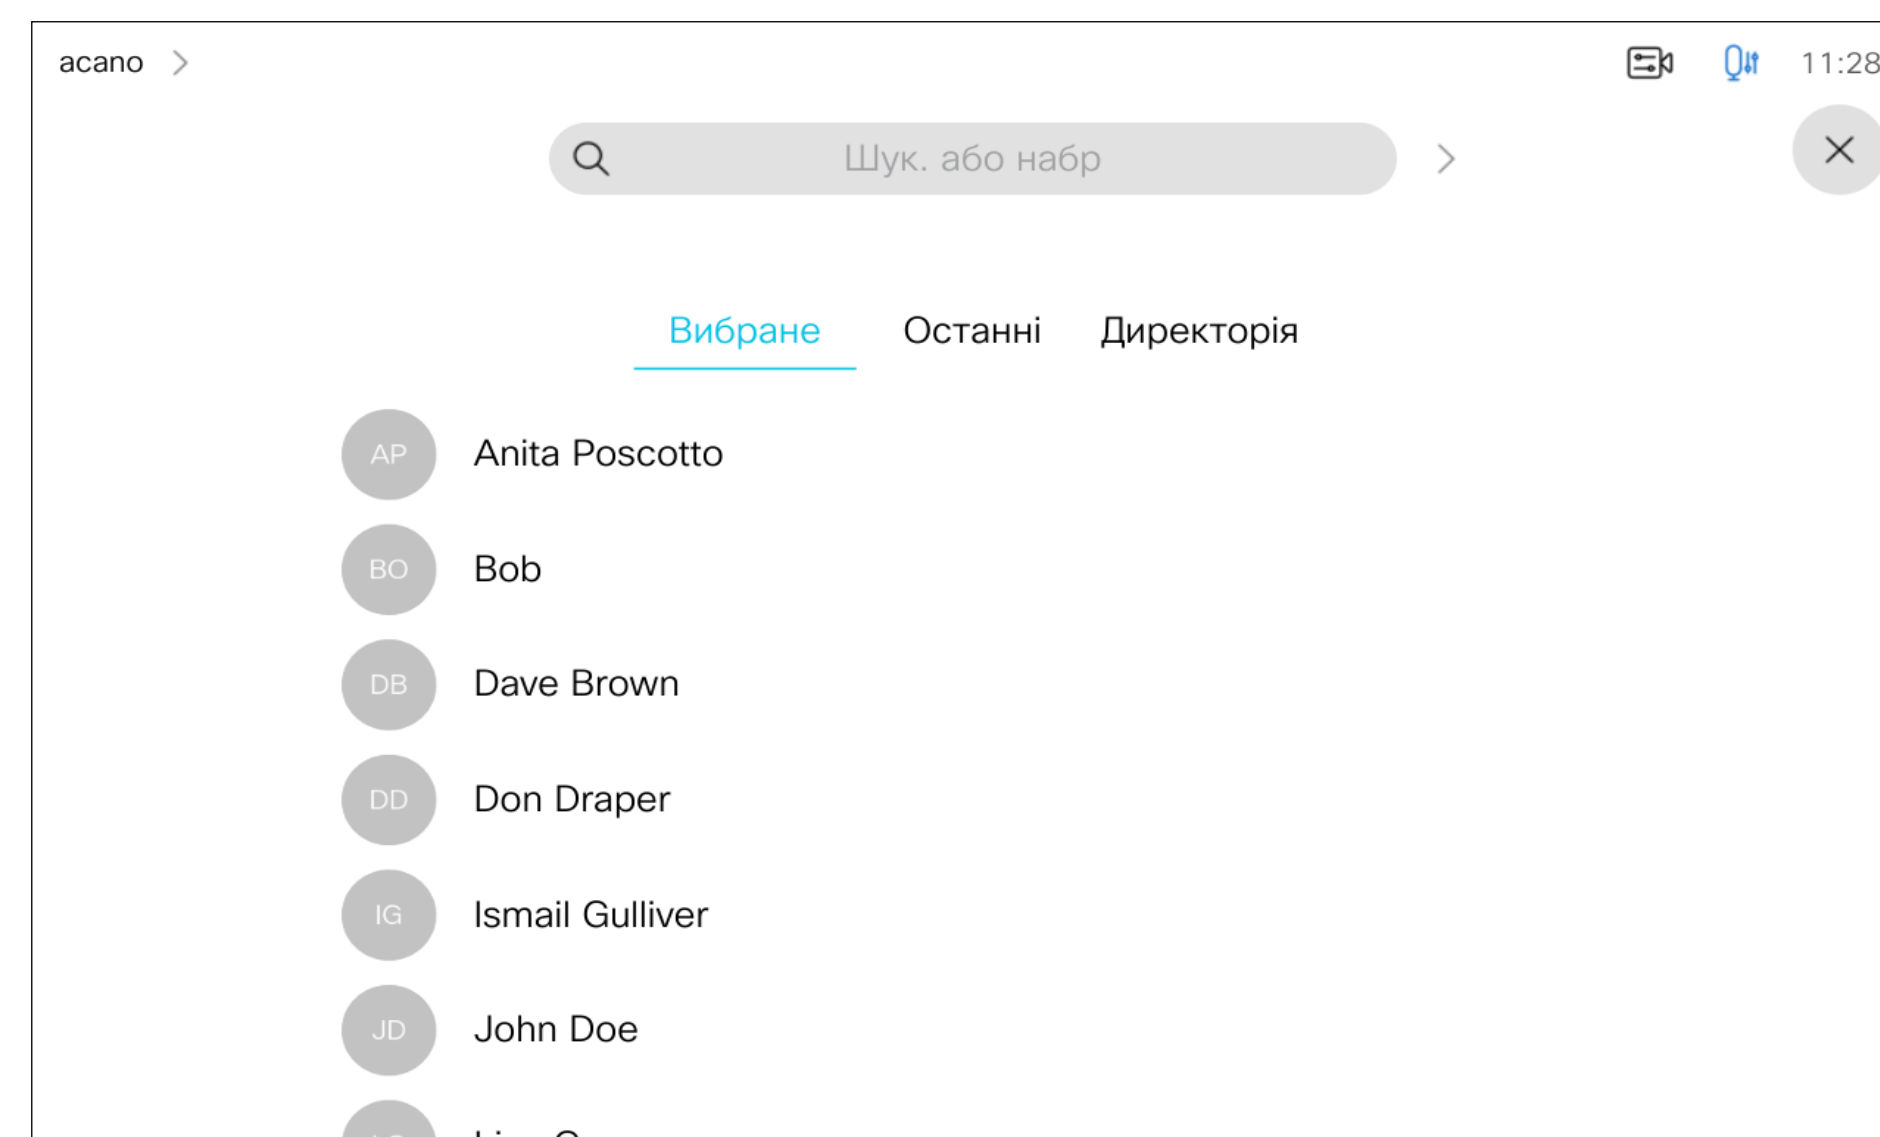 acano
11:28
Шук. або набр
Вибране Останні Директорія
AP Anita Poscotto
BO Bob
DB Dave Brown
DD Don Draper
IG Ismail Gulliver
JD John Doe